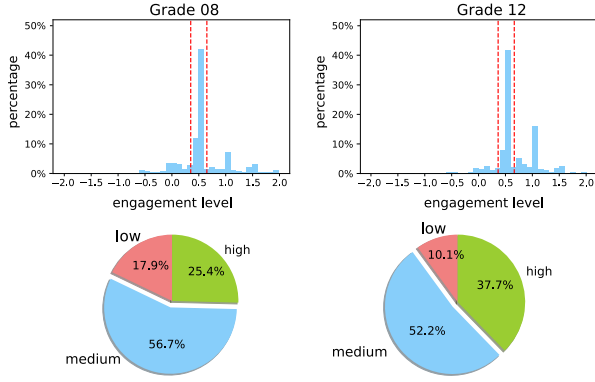 Grade 08
Grade 12
percentage
50%
40%
30%
20%
10%
0%
-2.0 -1.5 -1.0 -0.5 0.0 0.5 1.0 1.5 2.0
engagement level
percentage
50%
40%
30%
20%
10%
0%
-2.0 -1.5 -1.0 -0.5 0.0 0.5 1.0 1.5 2.0
engagement level
low
high
17.9%
25.4%
56.7%
medium
low
high
10.1%
37.7%
52.2%
medium